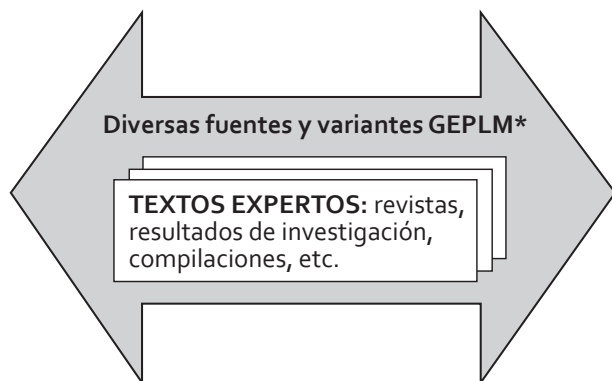 Diversas fuentes y variantes GEPLM*
TEXTOS EXPERTOS: revistas,
resultados de investigación,
compilaciones, etc.